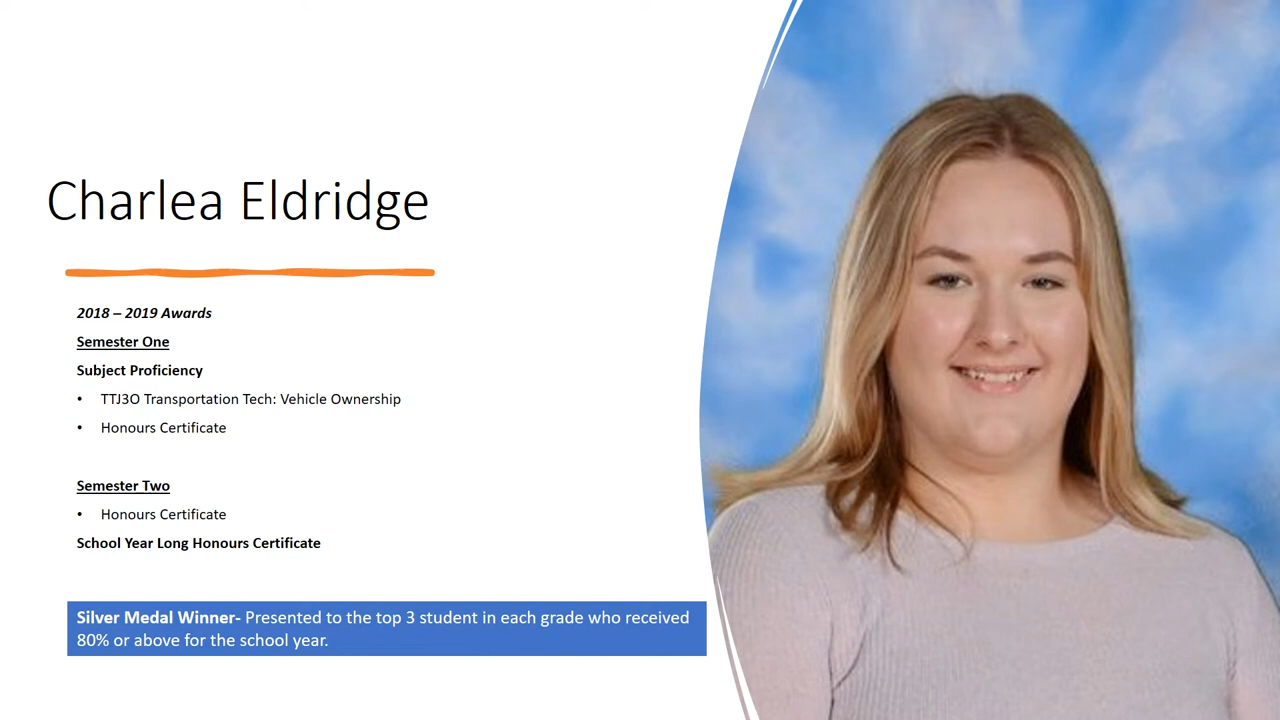 Charlea Eldridge
2018 – 2019 Awards
Semester One
Subject Proficiency
• TTJ3O Transportation Tech: Vehicle Ownership
• Honours Certificate
Semester Two
• Honours Certificate
School Year Long Honours Certificate
Silver Medal Winner- Presented to the top 3 student in each grade who received
80% or above for the school year.